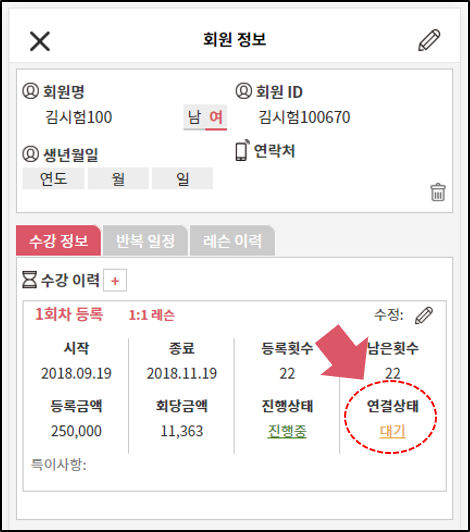 회원 정보
회원명
회원 ID
김시험100
남 여
김시험100670
생년월일
연락처
연도 월 일
수강 정보 반복 일정 레슨 이력
수강 이력 +
1회차 등록 1:1 레슨 수정:
시작 종료 등록횟수 남은횟수
2018.09.19 2018.11.19 22 22
등록금액 회당금액 진행상태 연결상태
250,000 11,363 진행중 대기
특이사항: